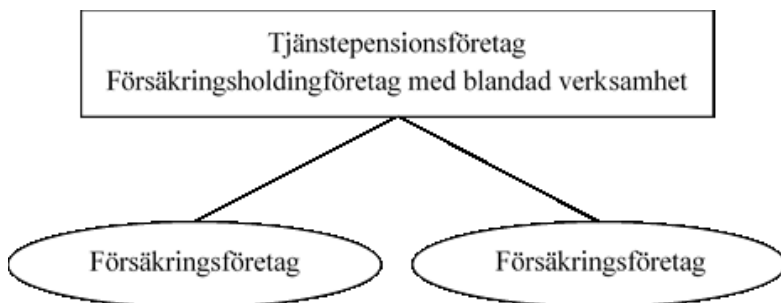 Tjänstepensionsföretag
Försäkringsholdingföretag med blandad verksamhet
Försäkringsföretag
Försäkringsföretag